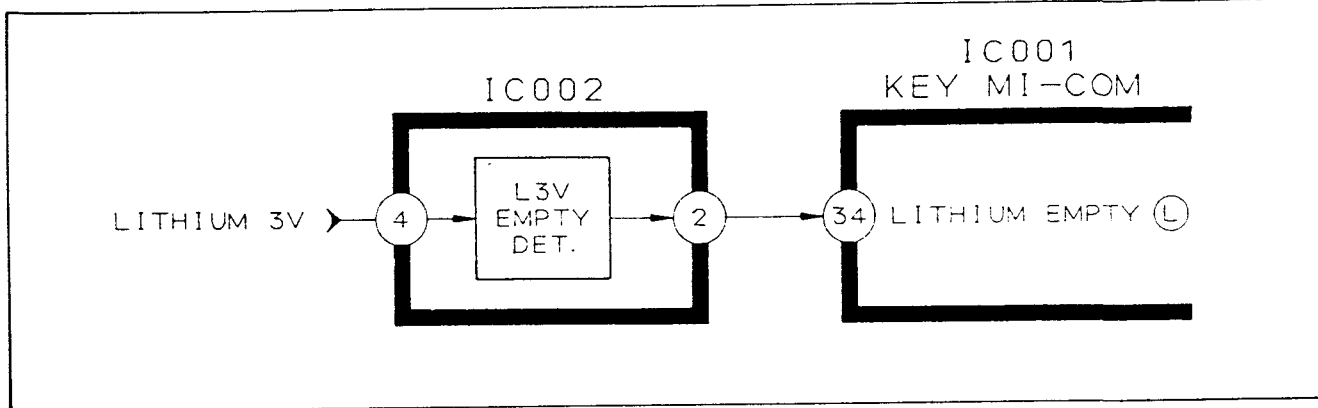 IC002
IC001
KEY MI-COM
LITHIUM 3V
4
L3V
EMPTY
DET.
2
34
LITHIUM EMPTY Ⓛ